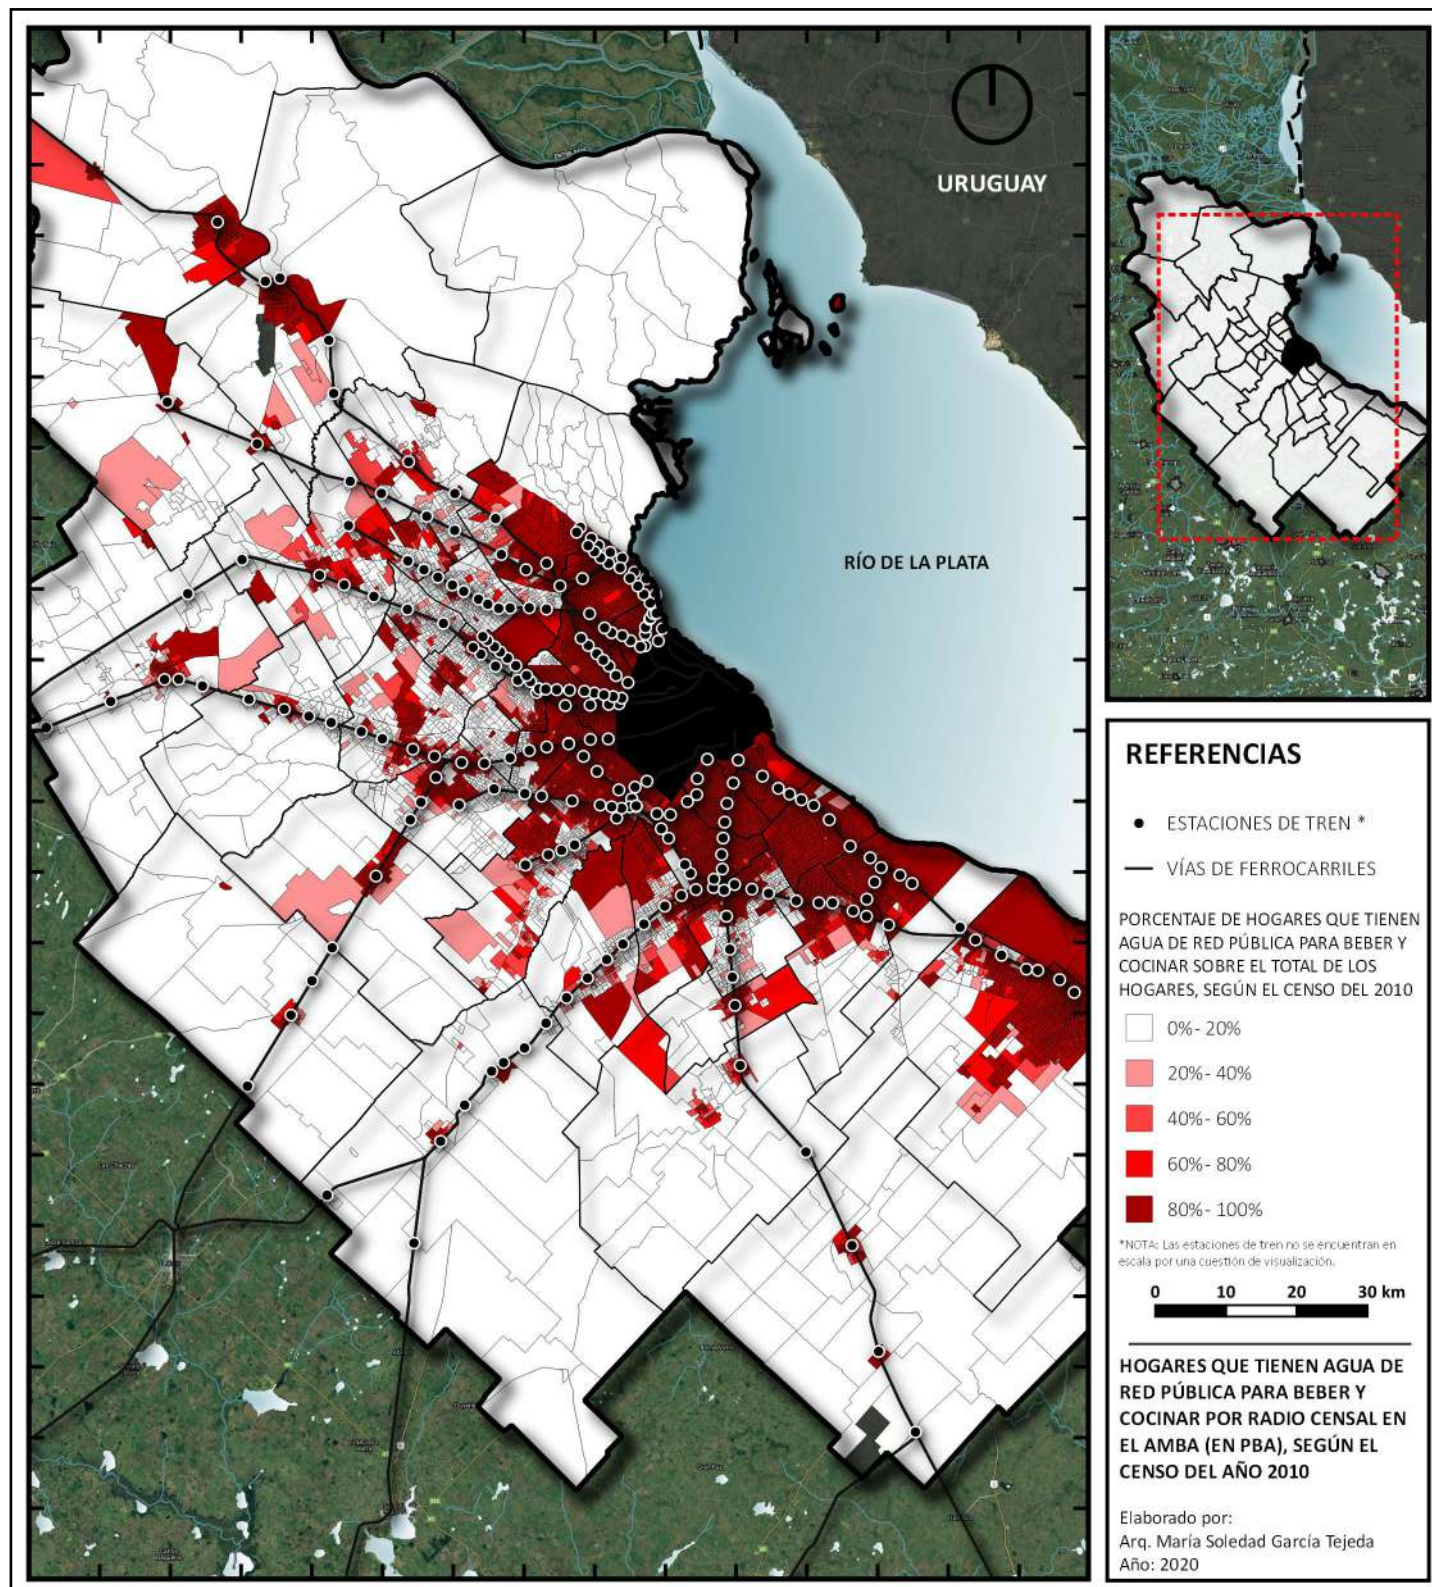 URUGUAY
RÍO DE LA PLATA
REFERENCIAS
ESTACIONES DE TREN *
VÍAS DE FERROCARRILES
PORCENTAJE DE HOGARES QUE TIENEN
AGUA DE RED PÚBLICA PARA BEBER Y
COCINAR SOBRE EL TOTAL DE LOS
HOGARES, SEGÚN EL CENSO DEL 2010
0%- 20%
20%- 40%
40%- 60%
60%- 80%
80%- 100%
*NOTA: Las estaciones de tren no se encuentran en
escala por una cuestión de visualización.
0 10 20 30 km
HOGARES QUE TIENEN AGUA DE
RED PÚBLICA PARA BEBER Y
COCINAR POR RADIO CENSAL EN
EL AMBA (EN PBA), SEGÚN EL
CENSO DEL AÑO 2010
Elaborado por:
Arq. María Soledad García Tejeda
Año: 2020